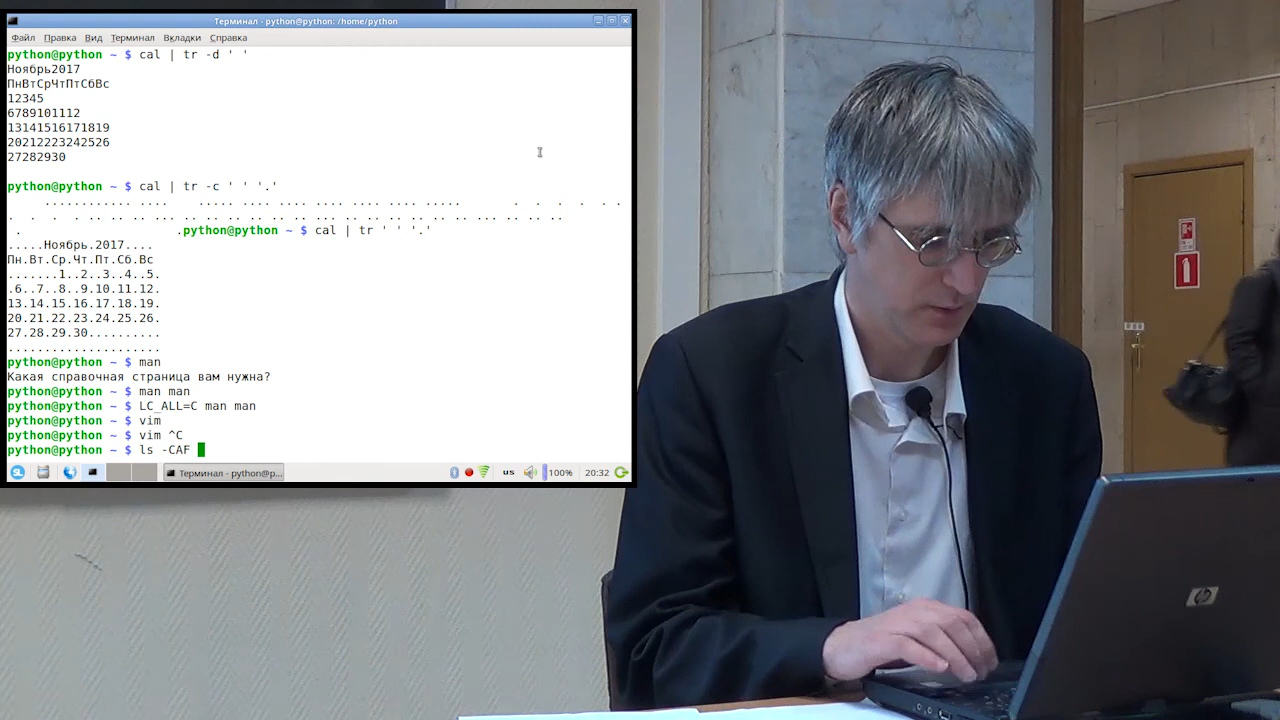 Терминал - python@python: /home/python
Файл Правка Вид Терминал Вкладки Справка
python@python ~ $ cal | tr -d ' '
Ноябрь2017
ПнВтСрЧтПтСбВс
12345
6789101112
13141516171819
20212223242526
27282930
python@python ~ $ cal | tr -c ' ' '.'
............ ....    ..... .... .... .... .... .....       .  .  .  .  . .
.  .  .  . .. .. ... .. .. .. .. .. .. .. .. .. .. .. ... .. .. ..
.                     .python@python ~ $ cal | tr ' ' '.'
.....Ноябрь.2017....
Пн.Вт.Ср.Чт.Пт.Сб.Вс
.......1..2..3..4..5.
.6..7..8..9.10.11.12.
13.14.15.16.17.18.19.
20.21.22.23.24.25.26.
27.28.29.30..........
.....................
python@python ~ $ man
Какая справочная страница вам нужна?
python@python ~ $ man man
python@python ~ $ LC_ALL=C man man
python@python ~ $ vim
python@python ~ $ vim ^C
python@python ~ $ ls -CAF
SL
Терминал - python@p...
us
100%
20:32
hp